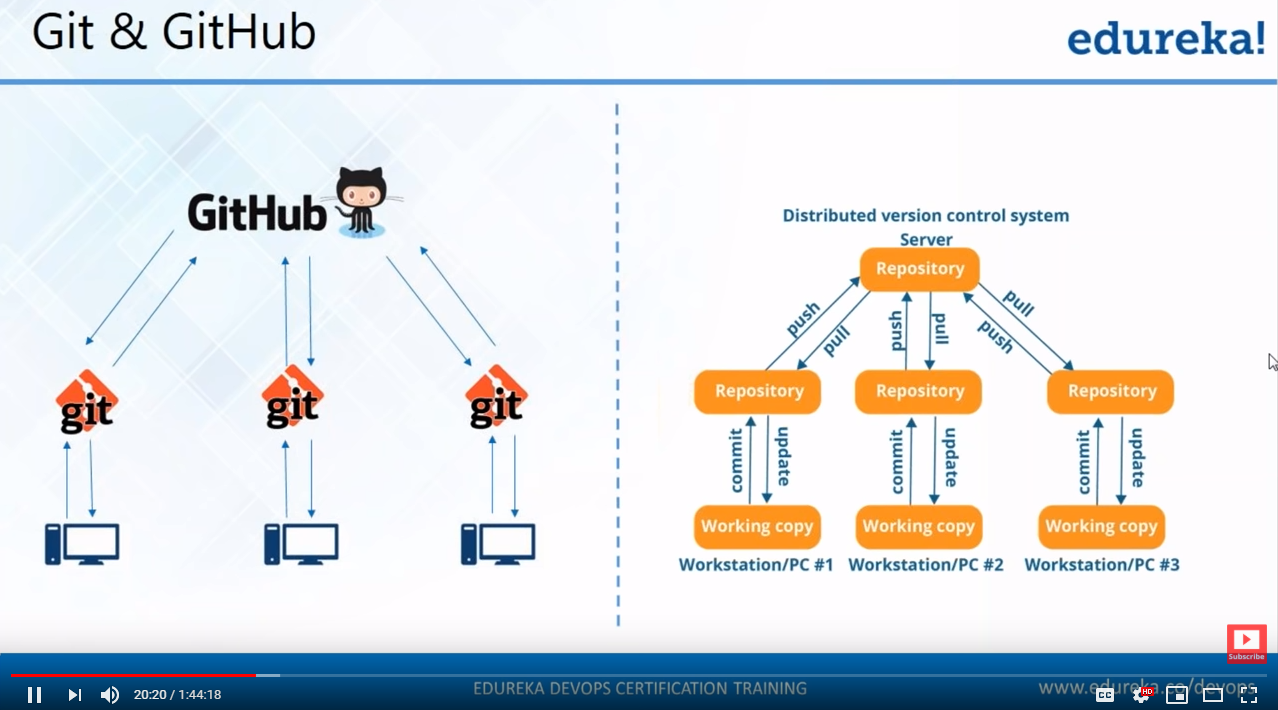 Git & GitHub
edureka!
GitHub
git
git
git
Distributed version control system
Server
Repository
push
pull
push
pull
push
pull
Repository
Repository
Repository
commit
update
commit
update
commit
update
Working copy
Working copy
Working copy
Workstation/PC #1
Workstation/PC #2
Workstation/PC #3
Subscribe
20:20 / 1:44:18
EDUREKA DEVOPS CERTIFICATION TRAINING
www.edureka.co/devops
CC
HD